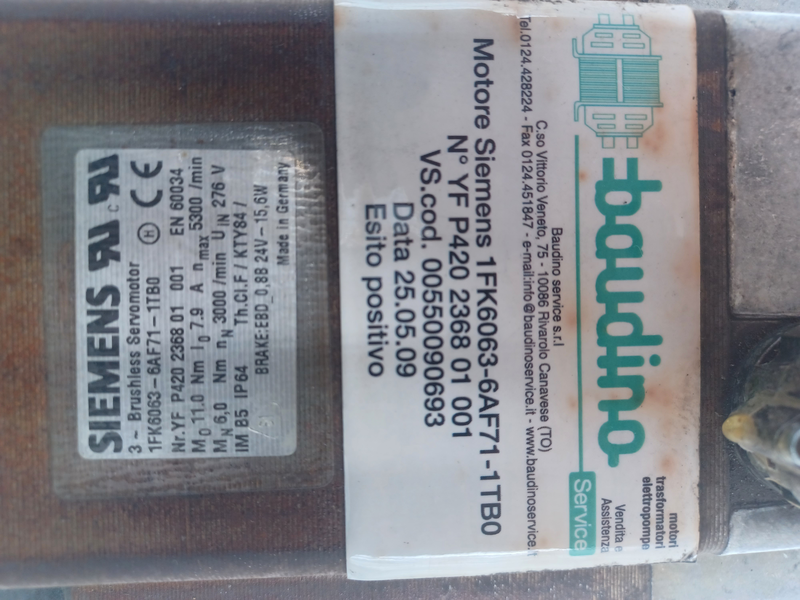 SIEMENS
3 ~ Brushless Servomotor
1FK6063-6AF71-1TB0
Nr.YF P420 2368 01 001 EN 60034
M0 11.0 Nm I0 7.9 A nmax 5300 /min
MN 6,0 Nm nN 3000 /min UIN 276 V
IM B5 IP64 Th.Cl.F / KTY84 /
BRAKE:EBD_0,8B 24V-15,6W
Made in Germany
baudino
Service
motori
trasformatori
elettropompe
Vendita e
Assistenza
Baudino service s.r.l
C.so Vittorio Veneto, 75 - 10086 Rivarolo Canavese (TO)
Tel.0124.428224 - Fax 0124.451847 - e-mail:info@baudinoservice.it - www.baudinoservice.it
Motore Siemens 1FK6063-6AF71-1TB0
N° YF P420 2368 01 001
VS.cod. 00550090693
Data 25.05.09
Esito positivo